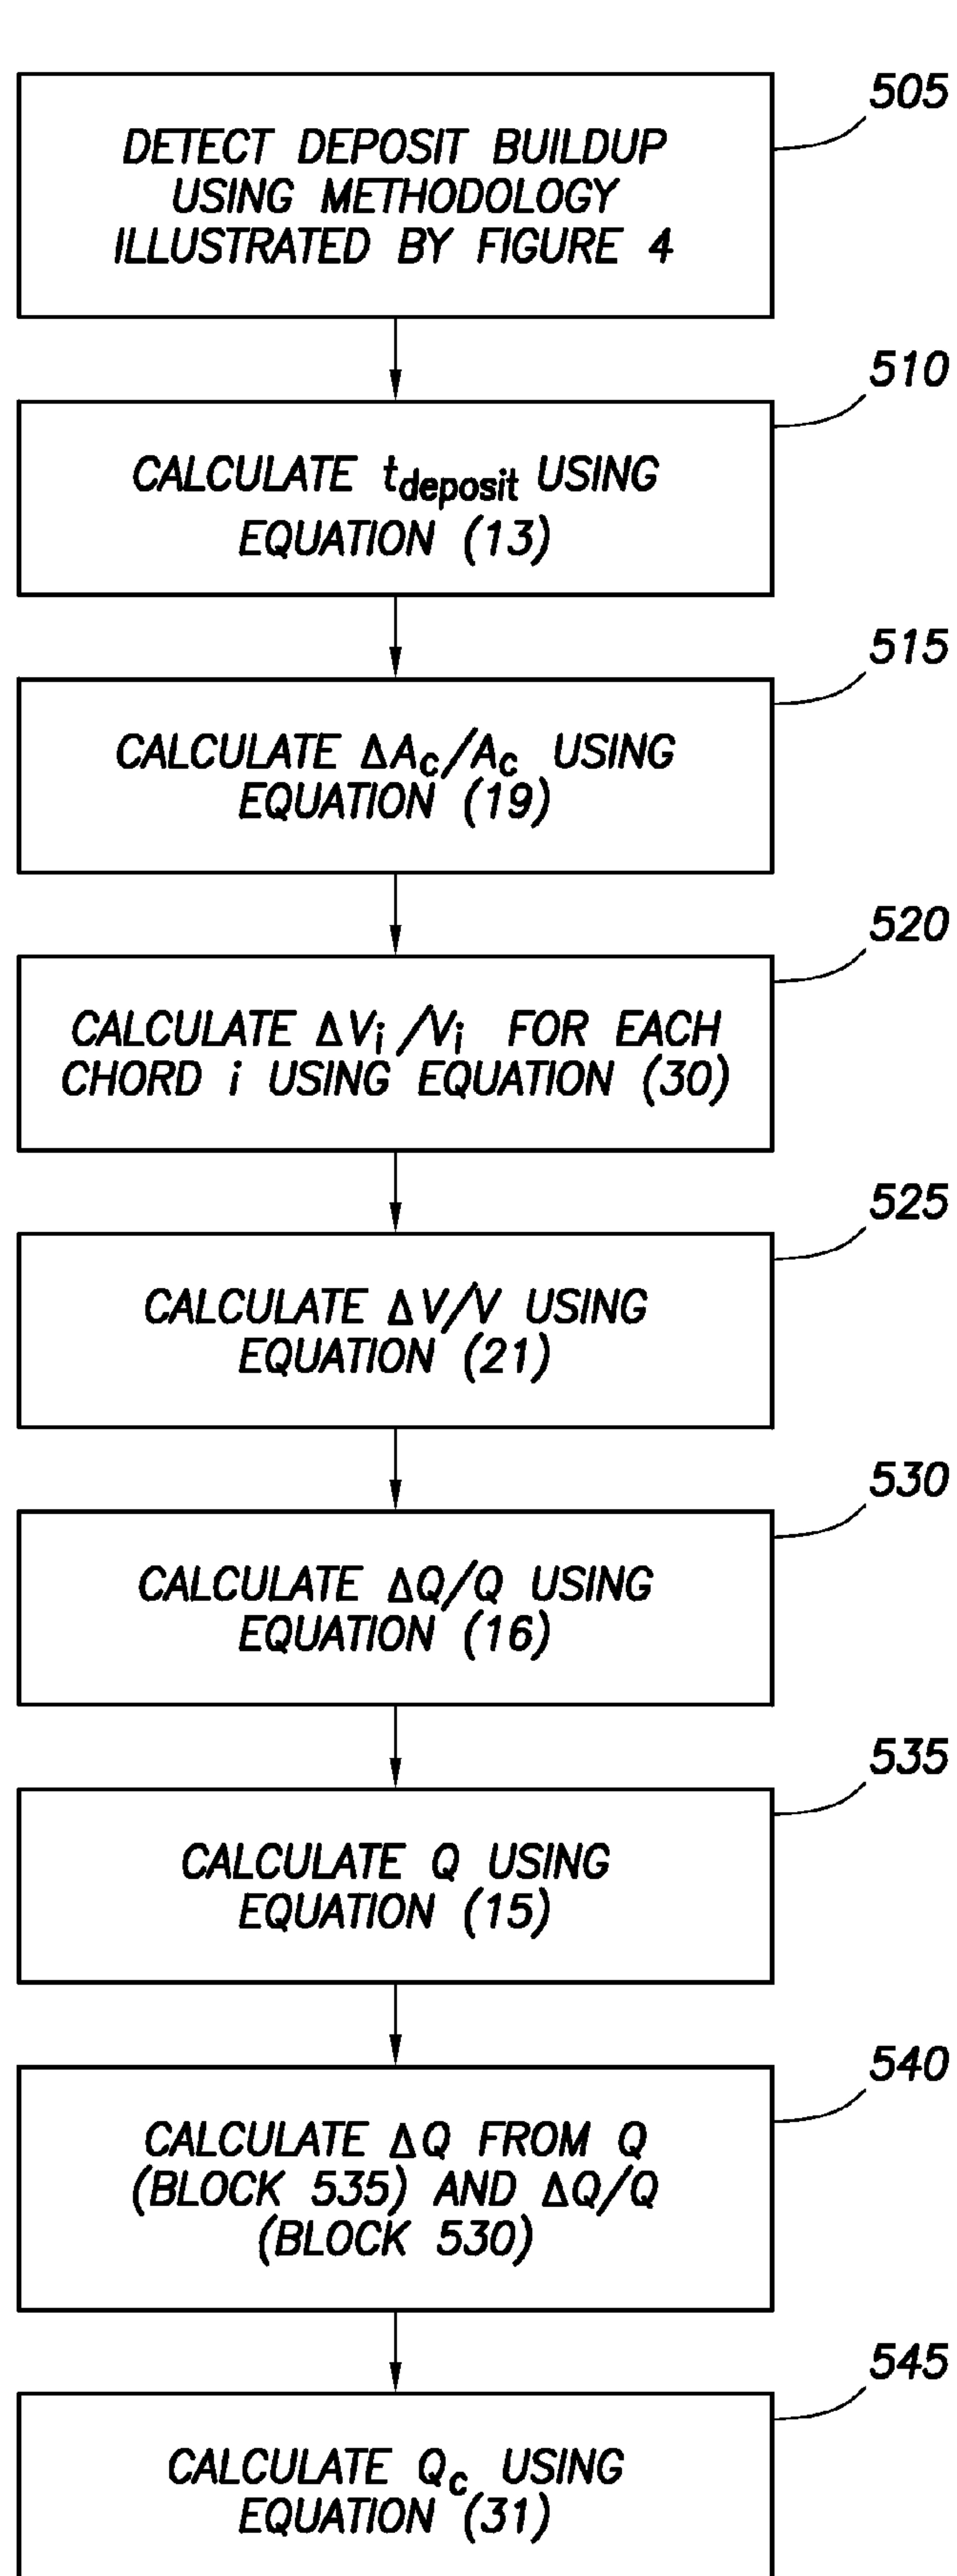 505
DETECT DEPOSIT BUILDUP
USING METHODOLOGY
ILLUSTRATED BY FIGURE 4
510
CALCULATE tdeposit USING
EQUATION (13)
515
CALCULATE ΔAc/Ac USING
EQUATION (19)
520
CALCULATE ΔVi/Vi FOR EACH
CHORD i USING EQUATION (30)
525
CALCULATE ΔV/V USING
EQUATION (21)
530
CALCULATE ΔQ/Q USING
EQUATION (16)
535
CALCULATE Q USING
EQUATION (15)
540
CALCULATE ΔQ FROM Q
(BLOCK 535) AND ΔQ/Q
(BLOCK 530)
545
CALCULATE Qc USING
EQUATION (31)